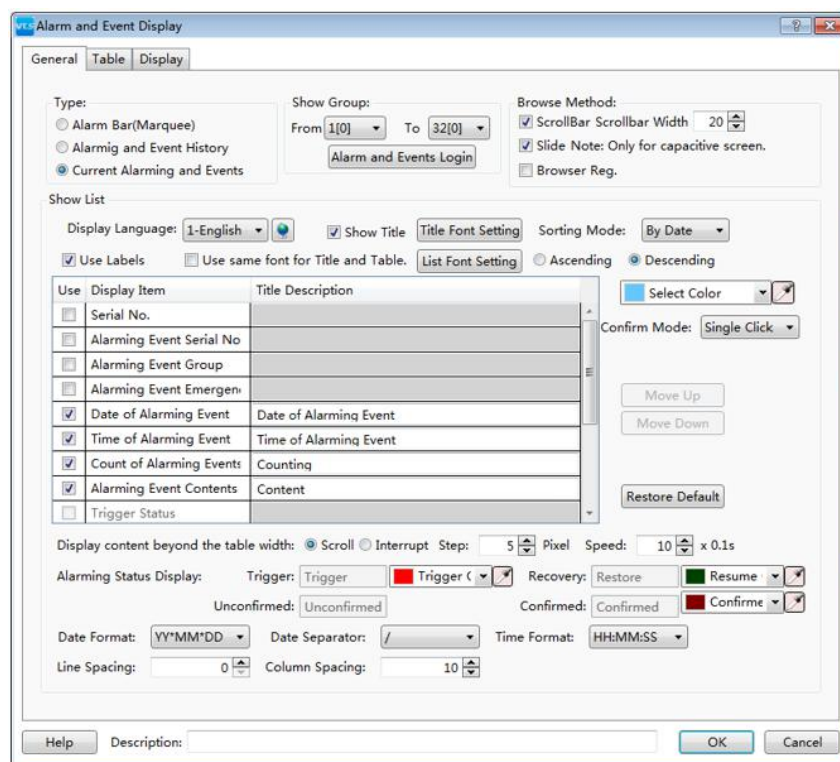 VES Alarm and Event Display
General Table Display
Type:
Alarm Bar(Marquee)
Alarmig and Event History
Current Alarming and Events
Show Group:
From 1[0] To 32[0]
Alarm and Events Login
Browse Method:
ScrollBar Scrollbar Width 20
Slide Note: Only for capacitive screen.
Browser Reg.
Show List
Display Language: 1-English Show Title Title Font Setting Sorting Mode: By Date
Use Labels Use same font for Title and Table. List Font Setting Ascending Descending
Use Display Item Title Description
Select Color
Serial No.
Confirm Mode: Single Click
Alarming Event Serial No
Alarming Event Group
Alarming Event Emergen
Move Up
Date of Alarming Event Date of Alarming Event
Move Down
Time of Alarming Event Time of Alarming Event
Count of Alarming Events Counting
Alarming Event Contents Content
Restore Default
Trigger Status
Display content beyond the table width: Scroll Interrupt Step: 5 Pixel Speed: 10 x 0.1s
Alarming Status Display: Trigger: Trigger Trigger C Recovery: Restore Resume
Unconfirmed: Unconfirmed Confirmed: Confirmed Confirme
Date Format: YY*MM*DD Date Separator: / Time Format: HH:MM:SS
Line Spacing: 0 Column Spacing: 10
Help Description: OK Cancel